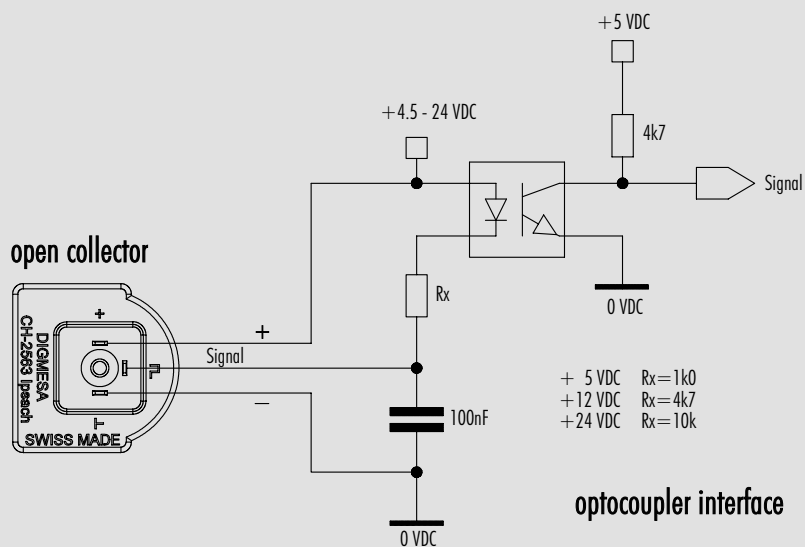 +5 VDC
+4.5 - 24 VDC
4k7
Signal
open collector
0 VDC
Rx
+
DIGMESA
CH-2563 Ipsach
SWISS MADE
+
Signal
–
100nF
+ 5 VDC Rx=1k0
+12 VDC Rx=4k7
+24 VDC Rx=10k
optocoupler interface
0 VDC